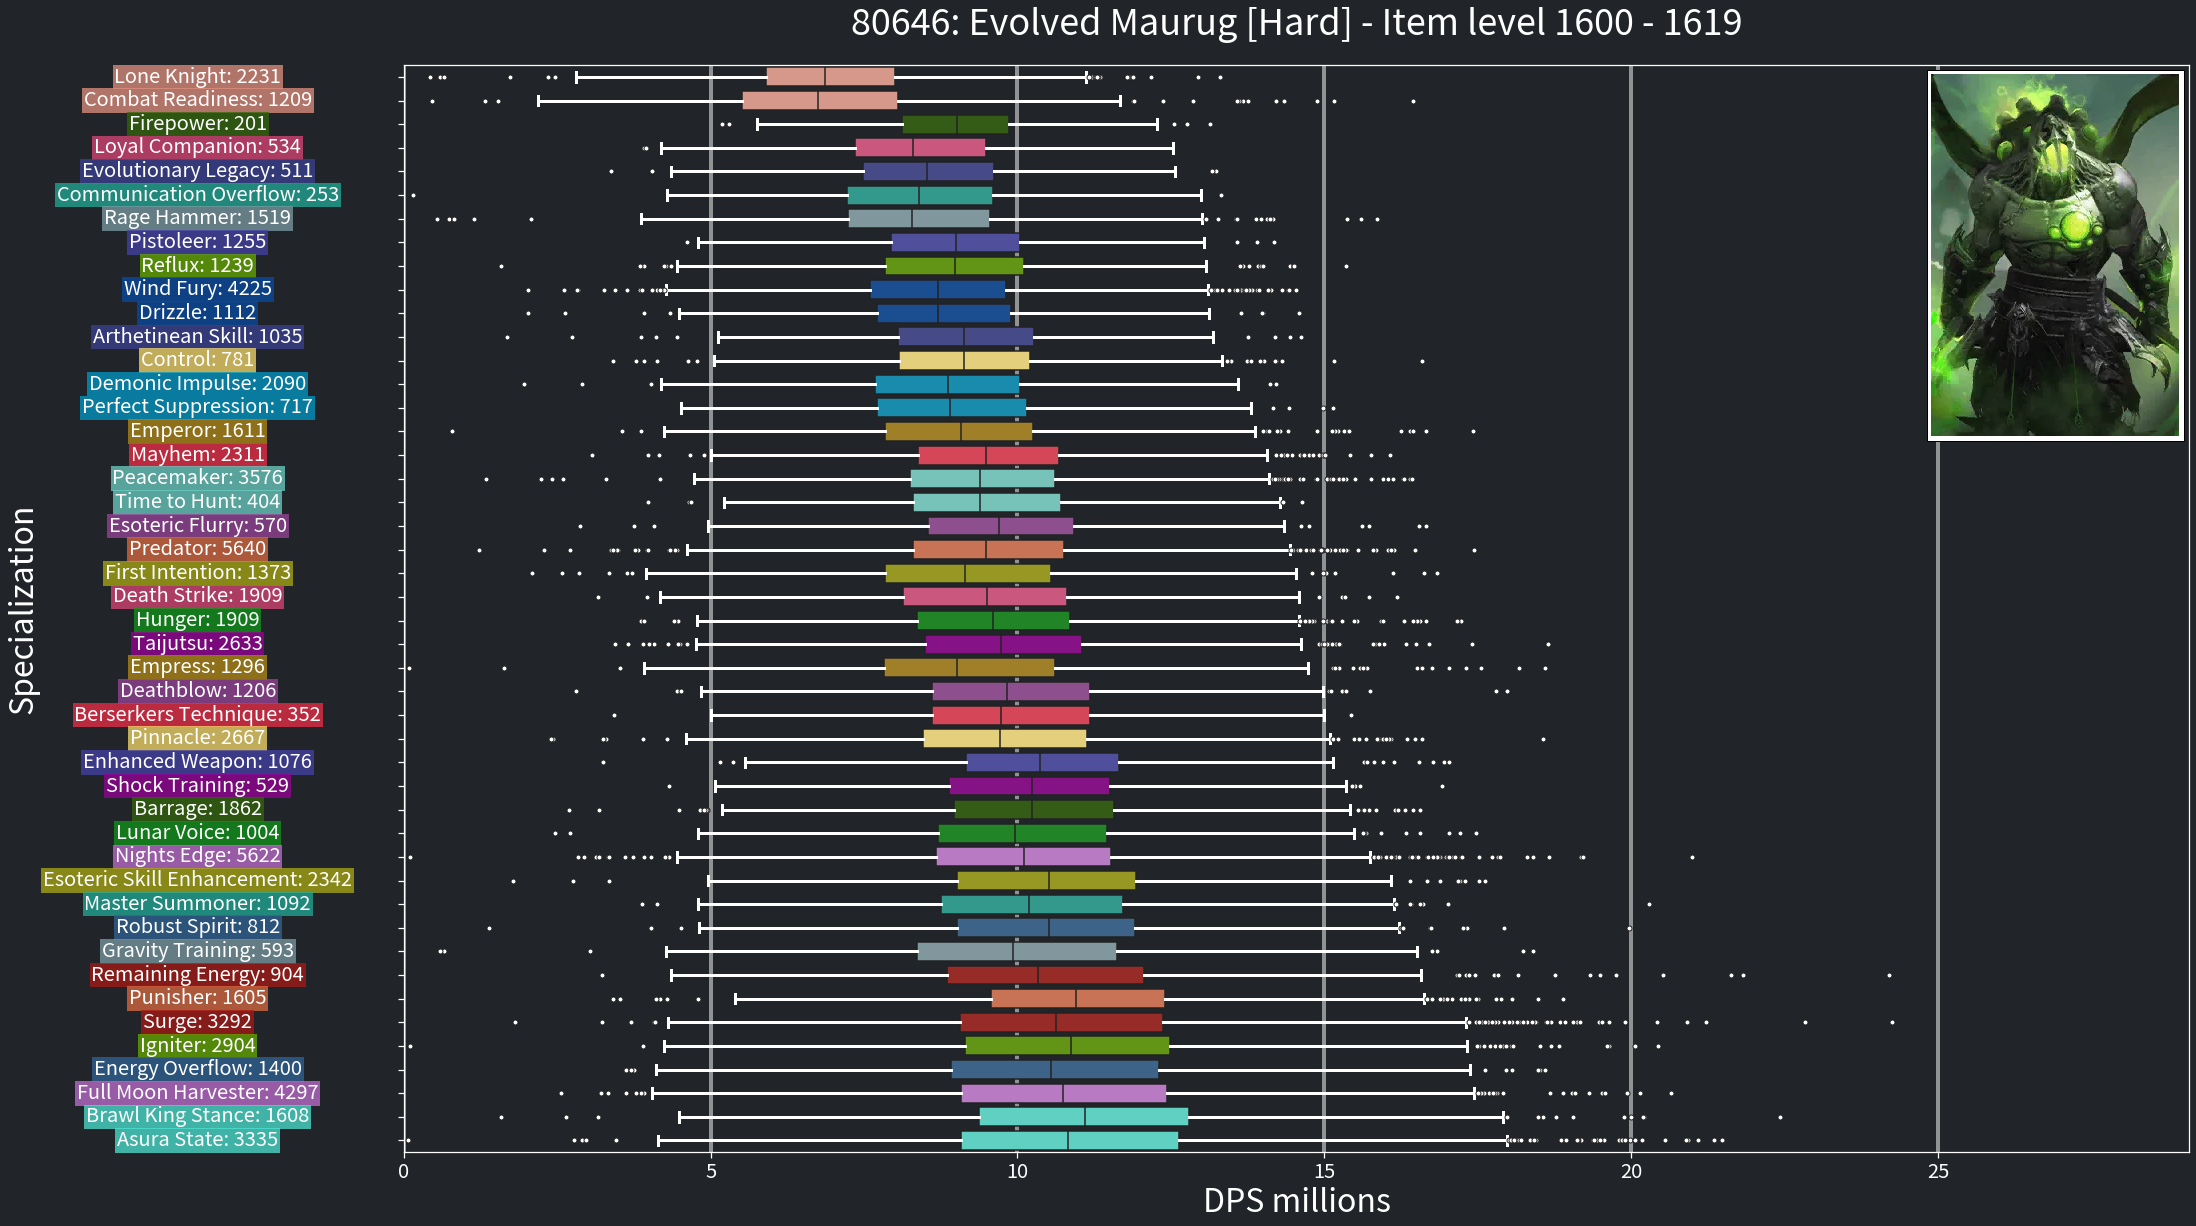 80646: Evolved Maurug [Hard] - Item level 1600 - 1619
Lone Knight: 2231
Combat Readiness: 1209
Firepower: 201
Loyal Companion: 534
Evolutionary Legacy: 511
Communication Overflow: 253
Rage Hammer: 1519
Pistoleer: 1255
Reflux: 1239
Wind Fury: 4225
Drizzle: 1112
Arthetinean Skill: 1035
Control: 781
Demonic Impulse: 2090
Perfect Suppression: 717
Emperor: 1611
Mayhem: 2311
Peacemaker: 3576
Time to Hunt: 404
Esoteric Flurry: 570
Predator: 5640
First Intention: 1373
Death Strike: 1909
Hunger: 1909
Taijutsu: 2633
Empress: 1296
Deathblow: 1206
Berserkers Technique: 352
Pinnacle: 2667
Enhanced Weapon: 1076
Shock Training: 529
Barrage: 1862
Lunar Voice: 1004
Nights Edge: 5622
Esoteric Skill Enhancement: 2342
Master Summoner: 1092
Robust Spirit: 812
Gravity Training: 593
Remaining Energy: 904
Punisher: 1605
Surge: 3292
Igniter: 2904
Energy Overflow: 1400
Full Moon Harvester: 4297
Brawl King Stance: 1608
Asura State: 3335
Specialization
0 5 10 15 20 25
DPS millions